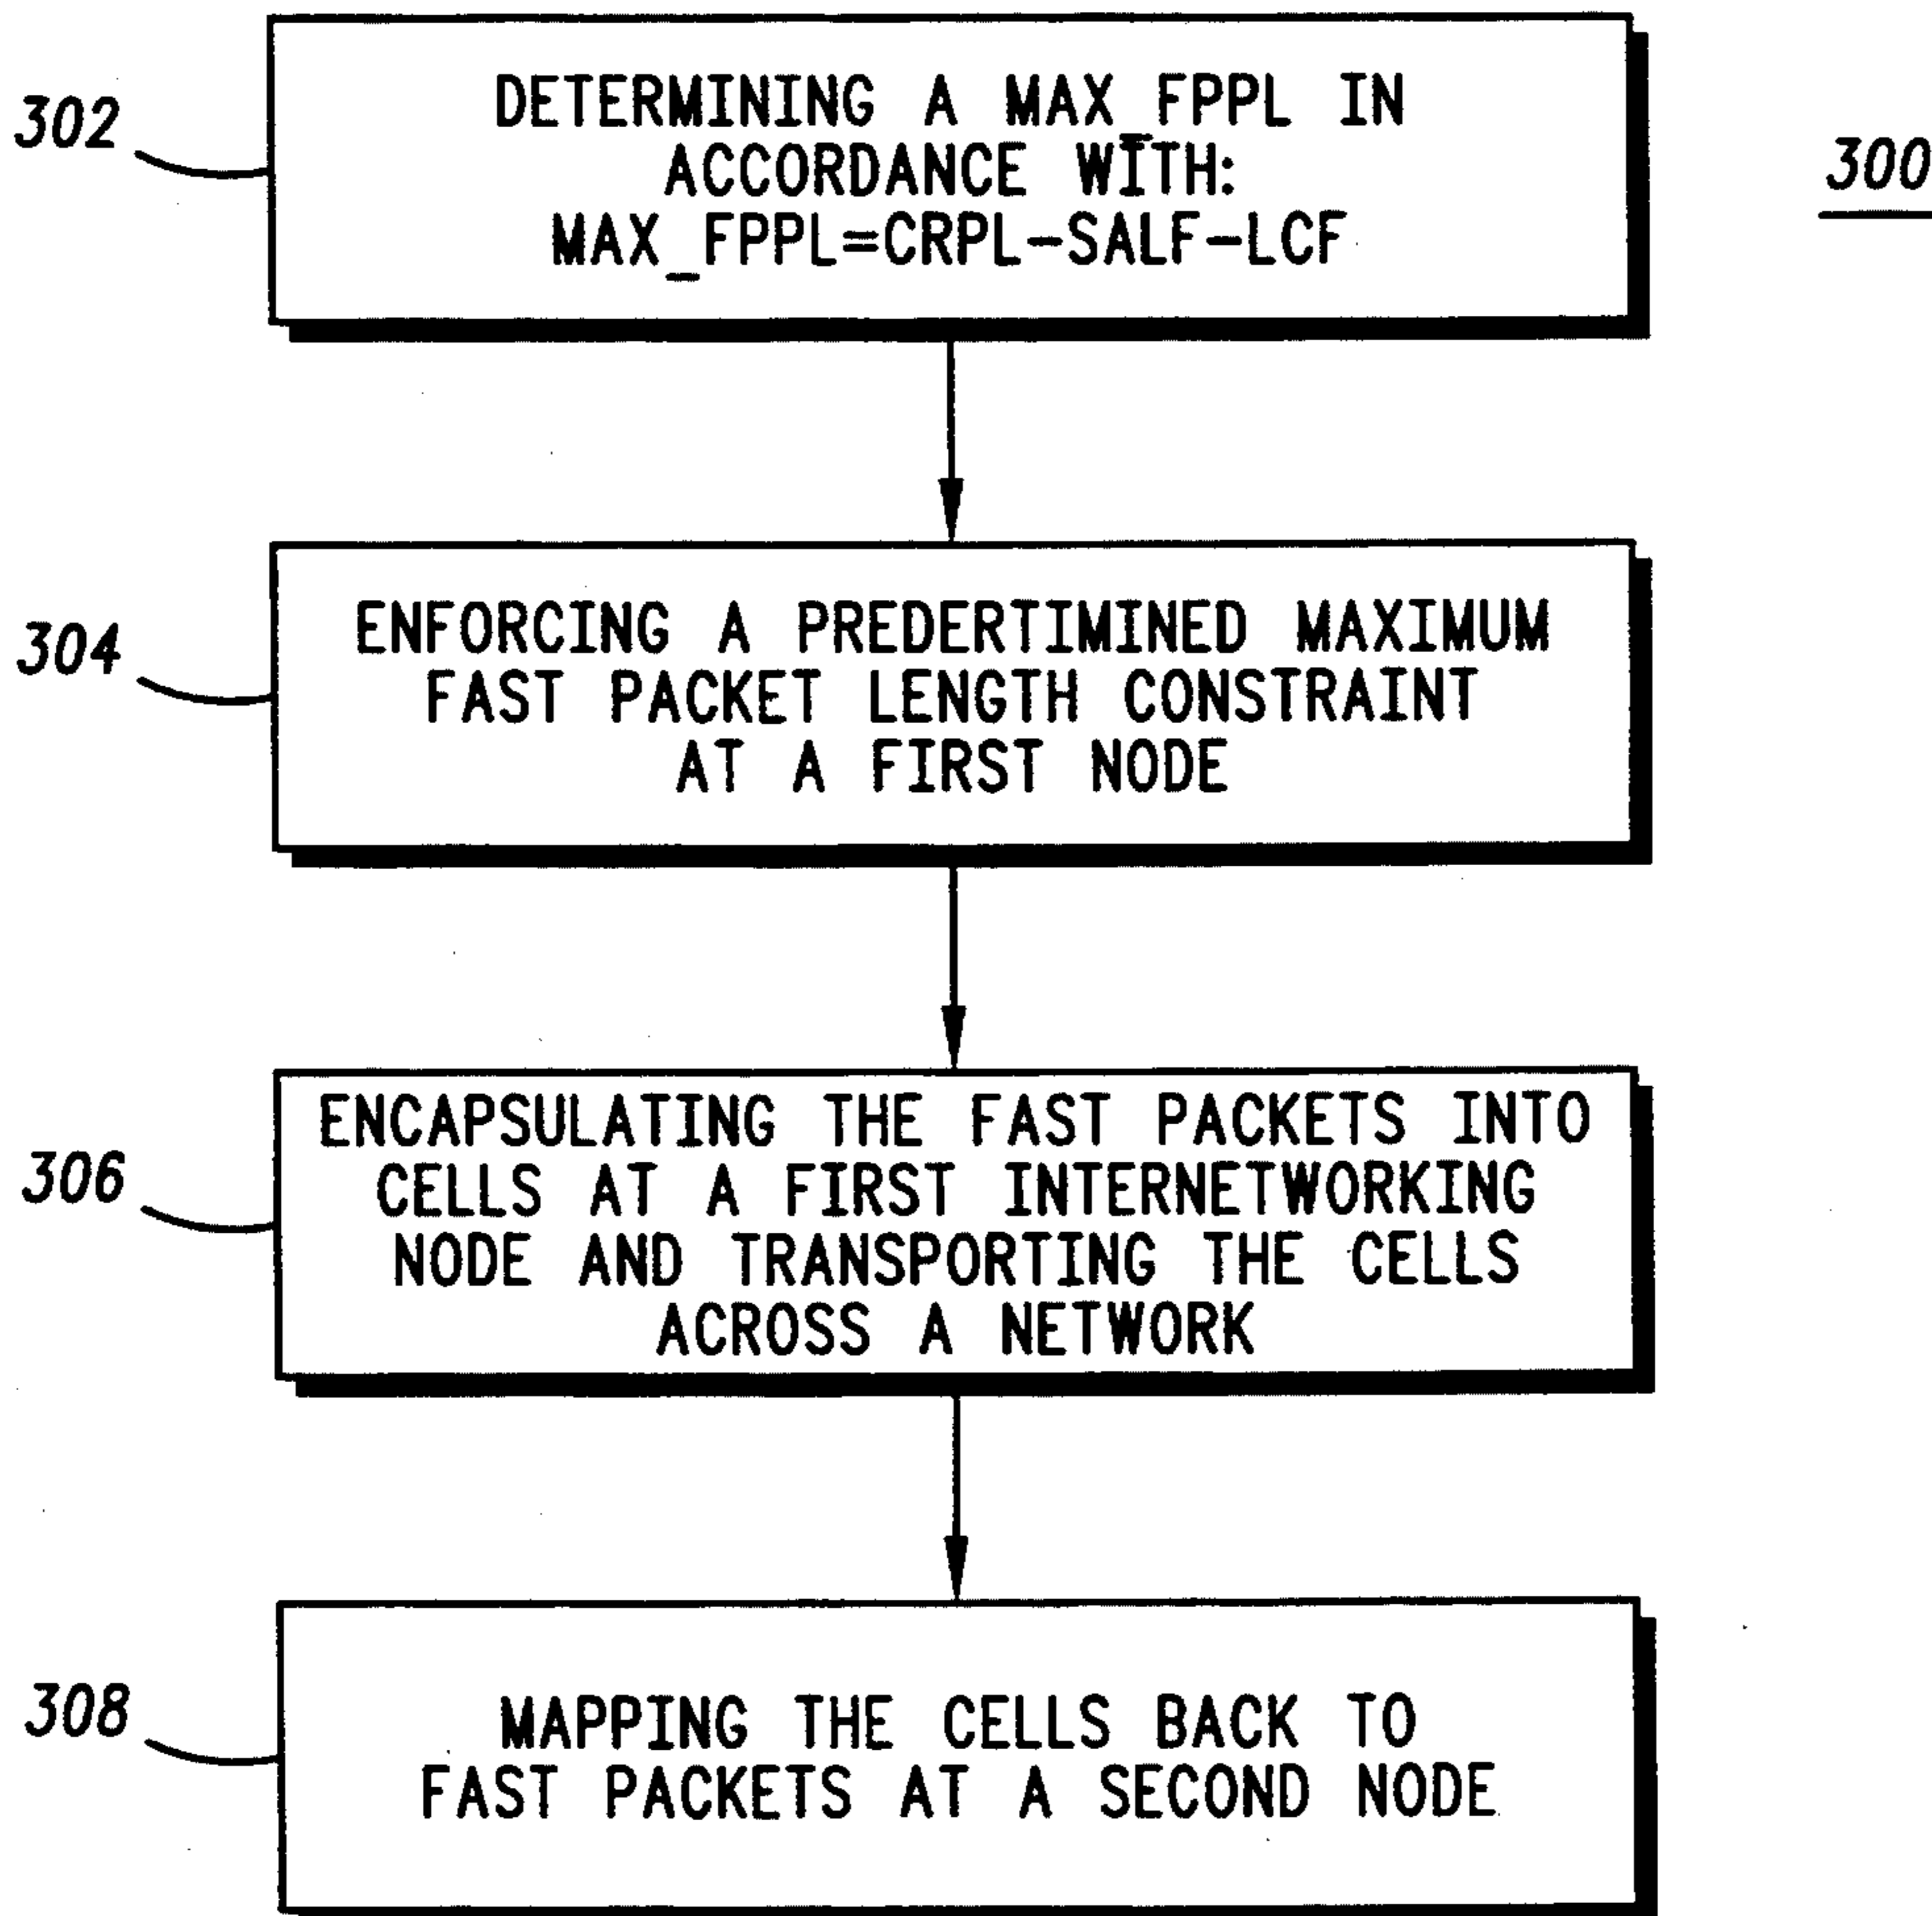 302
DETERMINING A MAX_FPPL IN
ACCORDANCE WITH:
MAX_FPPL=CRPL-SALF-LCF
300
304
ENFORCING A PREDERTIMINED MAXIMUM
FAST PACKET LENGTH CONSTRAINT
AT A FIRST NODE
306
ENCAPSULATING THE FAST PACKETS INTO
CELLS AT A FIRST INTERNETWORKING
NODE AND TRANSPORTING THE CELLS
ACROSS A NETWORK
308
MAPPING THE CELLS BACK TO
FAST PACKETS AT A SECOND NODE